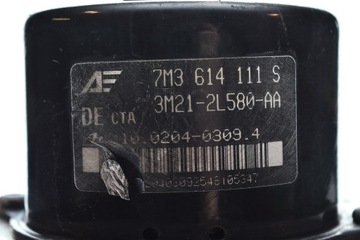 AE 7M3 614 111 S
DE CTA 3M21-2L580-AA
10.0204-0309.4